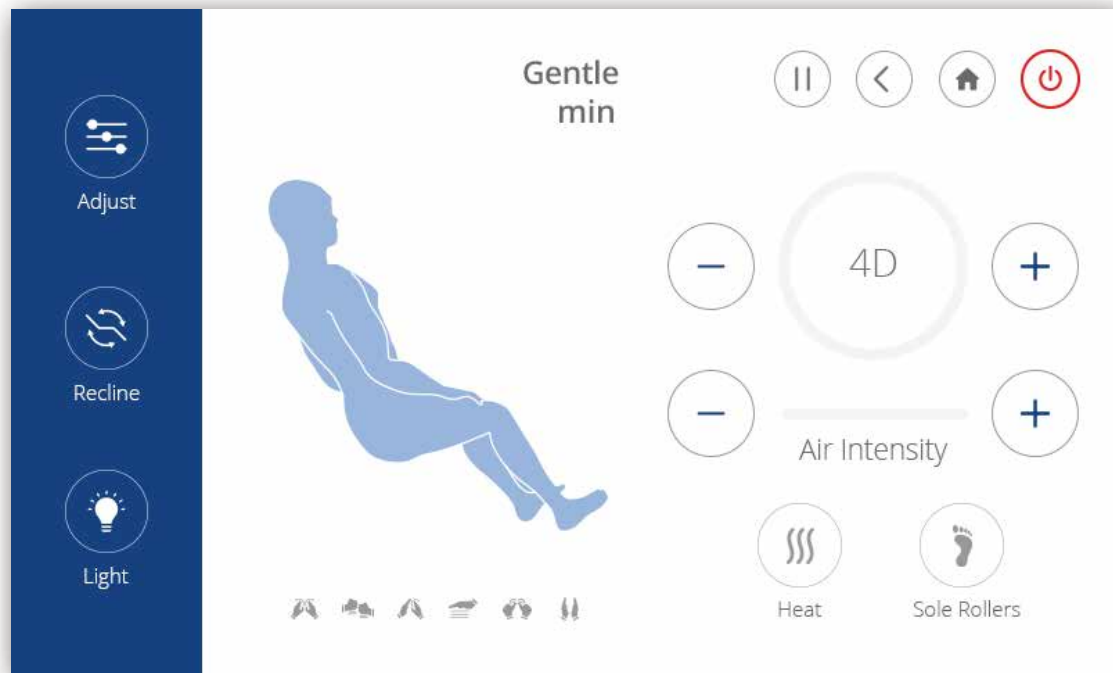 Gentle
min
Adjust
4D
Recline
Air Intensity
Light
Heat
Sole Rollers